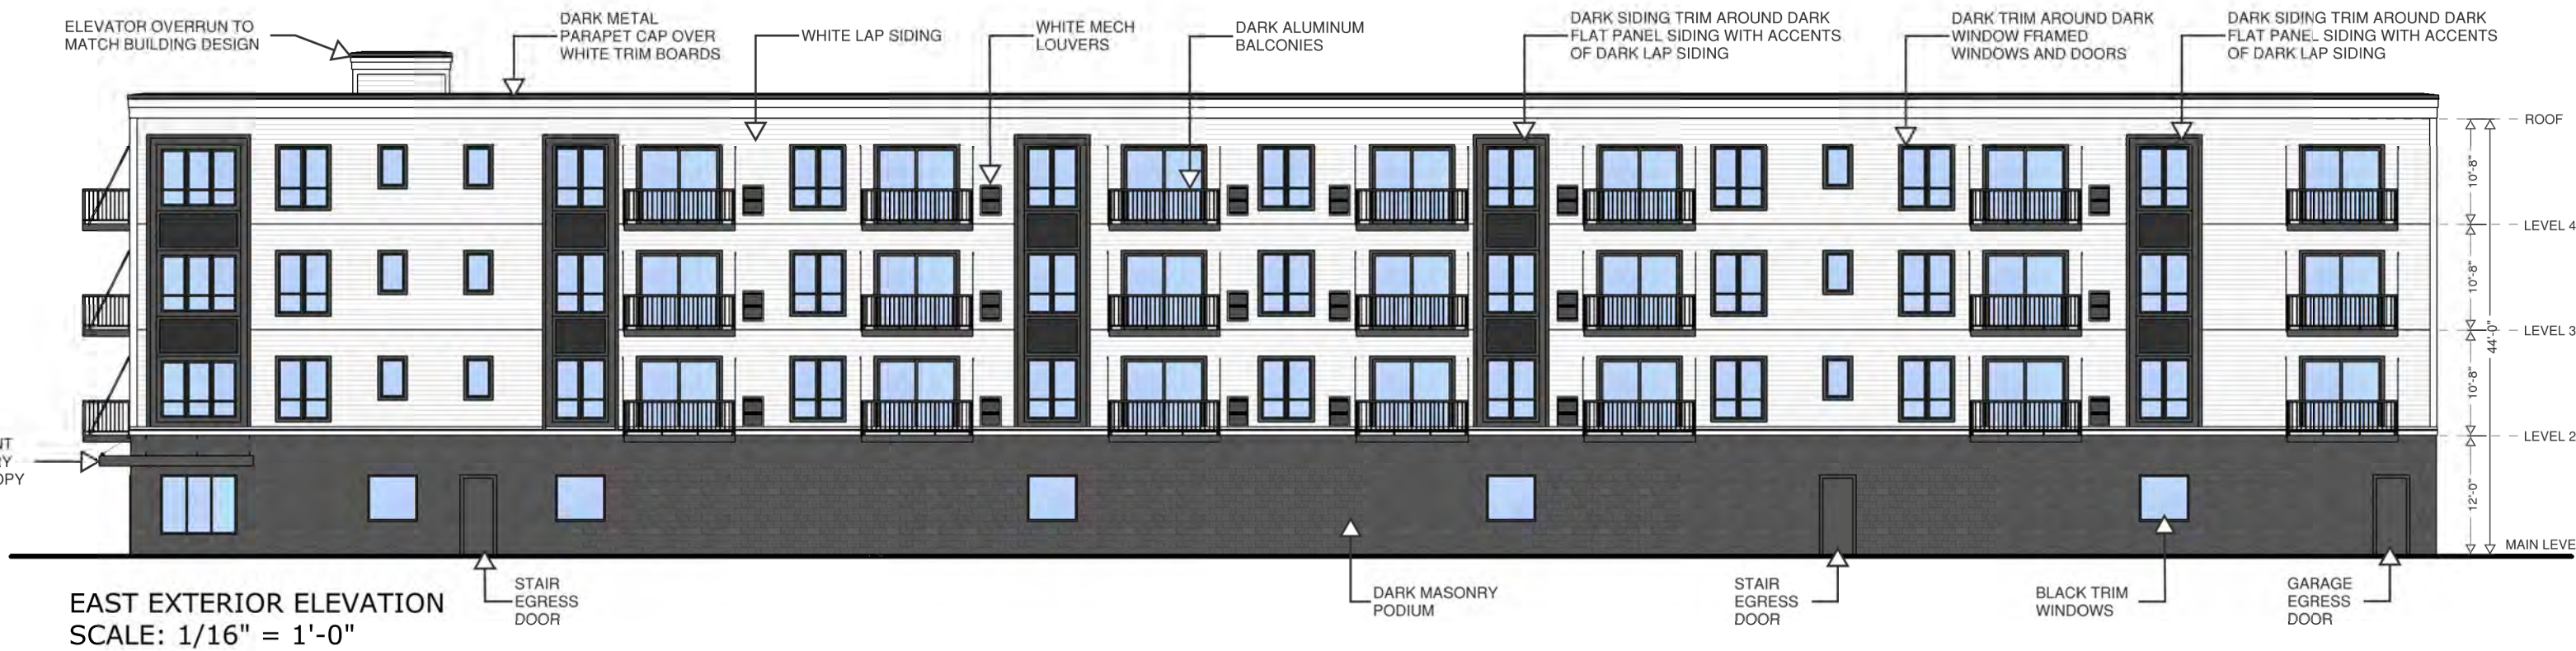 ELEVATOR OVERRUN TO
MATCH BUILDING DESIGN
DARK METAL
PARAPET CAP OVER
WHITE TRIM BOARDS
WHITE LAP SIDING
WHITE MECH
LOUVERS
DARK ALUMINUM
BALCONIES
DARK SIDING TRIM AROUND DARK
FLAT PANEL SIDING WITH ACCENTS
OF DARK LAP SIDING
DARK TRIM AROUND DARK
WINDOW FRAMED
WINDOWS AND DOORS
DARK SIDING TRIM AROUND DARK
FLAT PANEL SIDING WITH ACCENTS
OF DARK LAP SIDING
ROOF
10'-8"
LEVEL 4
10'-8"
LEVEL 3
44'-0"
10'-8"
LEVEL 2
12'-0"
MAIN LEVE
NT
RY
OPY
STAIR
EGRESS
DOOR
DARK MASONRY
PODIUM
STAIR
EGRESS
DOOR
BLACK TRIM
WINDOWS
GARAGE
EGRESS
DOOR
EAST EXTERIOR ELEVATION
SCALE: 1/16" = 1'-0"